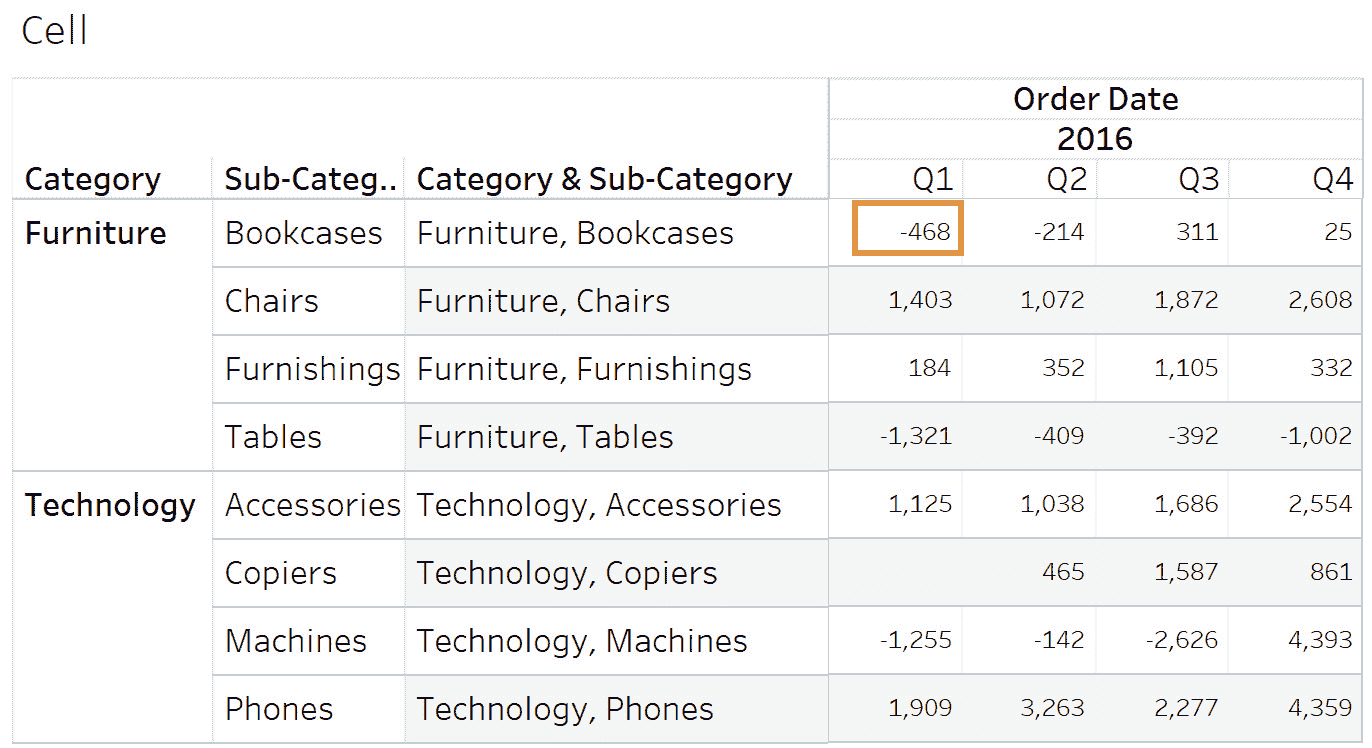 Cell
Order Date
2016
Category Sub-Categ.. Category & Sub-Category Q1 Q2 Q3 Q4
Furniture Bookcases Furniture, Bookcases -468 -214 311 25
Chairs Furniture, Chairs 1,403 1,072 1,872 2,608
Furnishings Furniture, Furnishings 184 352 1,105 332
Tables Furniture, Tables -1,321 -409 -392 -1,002
Technology Accessories Technology, Accessories 1,125 1,038 1,686 2,554
Copiers Technology, Copiers 465 1,587 861
Machines Technology, Machines -1,255 -142 -2,626 4,393
Phones Technology, Phones 1,909 3,263 2,277 4,359